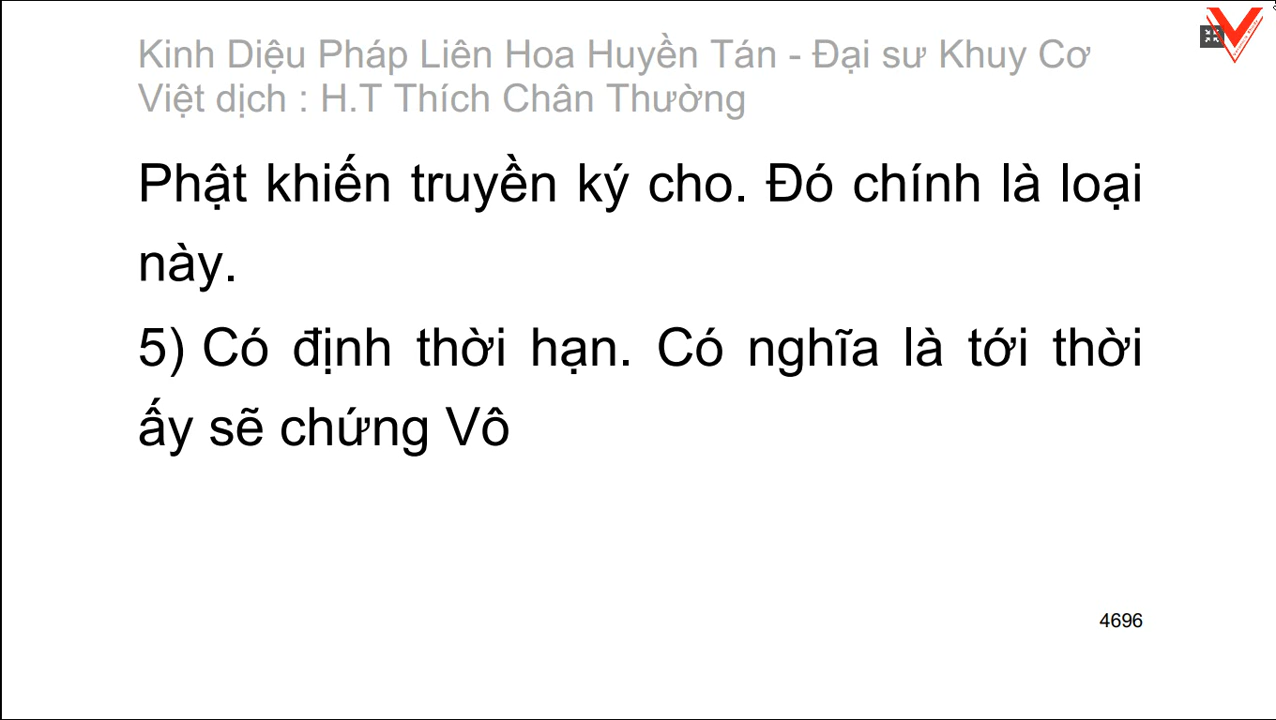 Kinh Diệu Pháp Liên Hoa Huyền Tán - Đại sư Khuy Cơ
Việt dịch : H.T Thích Chân Thường
Phật khiến truyền ký cho. Đó chính là loại
này.
5) Có định thời hạn. Có nghĩa là tới thời
ấy sẽ chứng Vô
4696